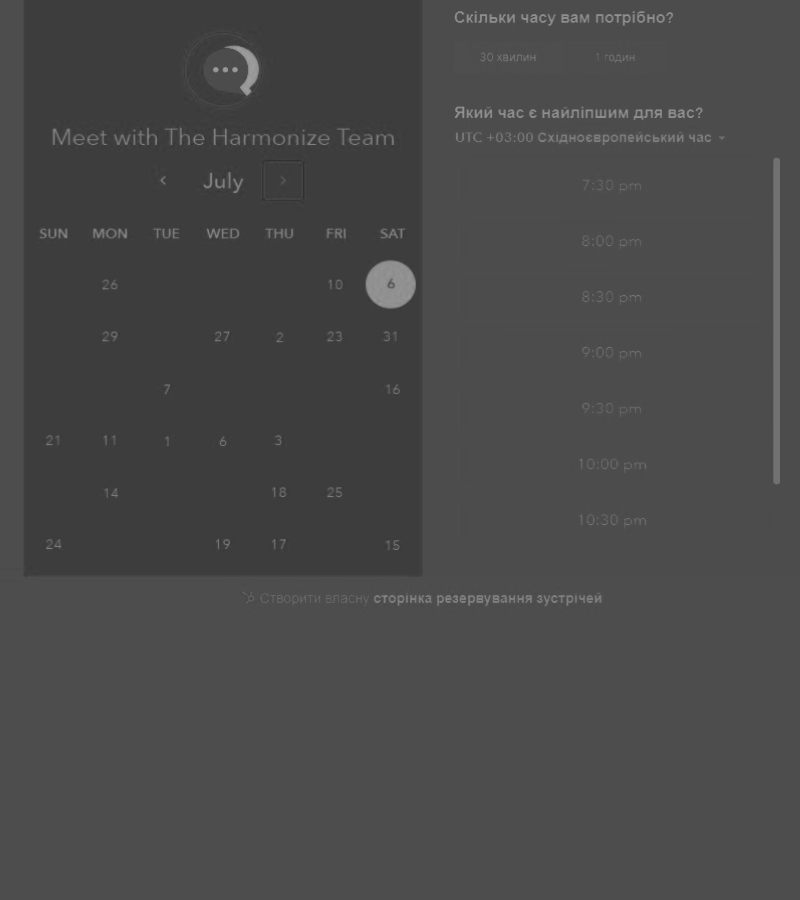 Meet with The Harmonize Team
July
SUN MON TUE WED THU FRI SAT
26 10 6
29 27 2 23 31
7 16
21 11 1 6 3
14 18 25
24 19 17 15
Скільки часу вам потрібно?
30 хвилин 1 годин
Який час є найліпшим для вас?
UTC +03:00 Східноєвропейський час
7:30 pm
8:00 pm
8:30 pm
9:00 pm
9:30 pm
10:00 pm
10:30 pm
Створити власну сторінка резервування зустрічей